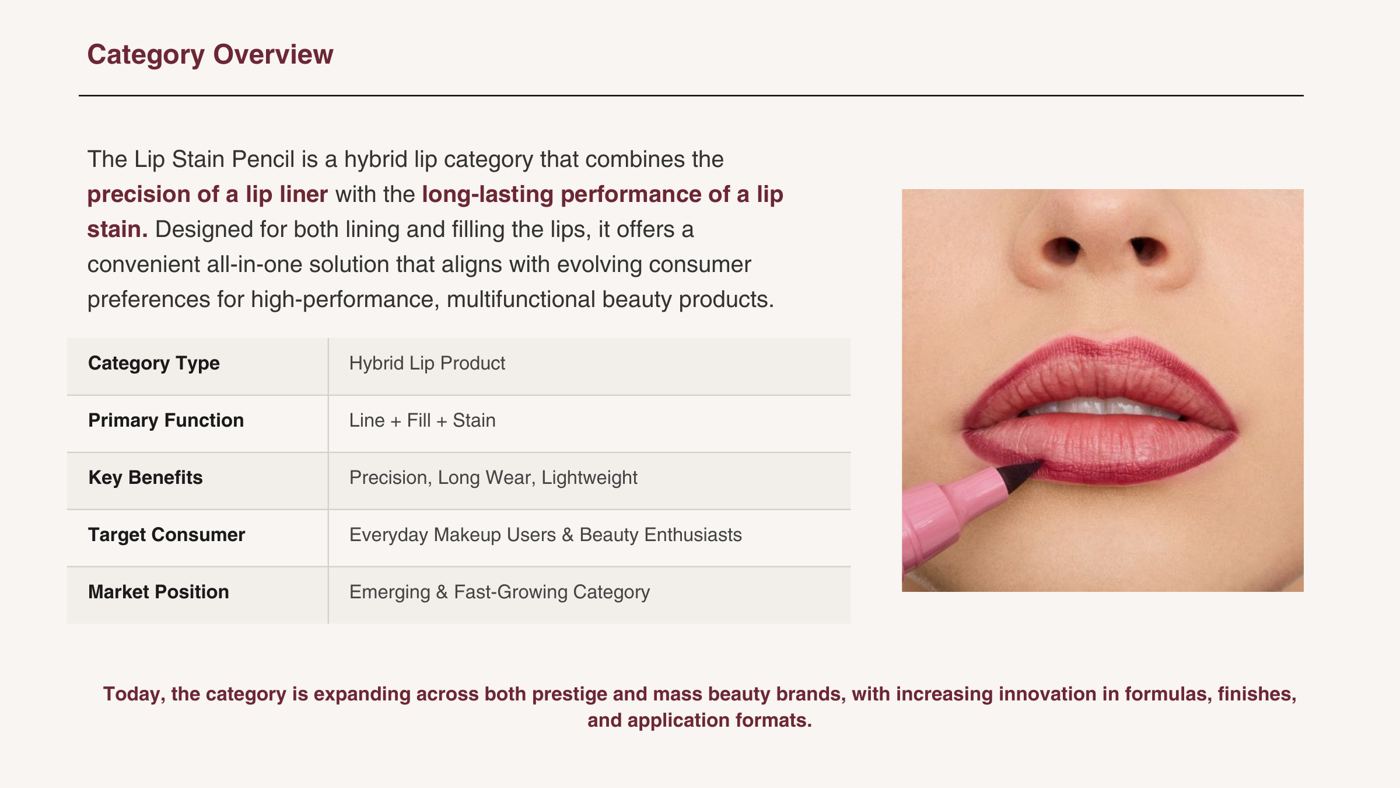 Category Overview
The Lip Stain Pencil is a hybrid lip category that combines the
precision of a lip liner with the long-lasting performance of a lip
stain. Designed for both lining and filling the lips, it offers a
convenient all-in-one solution that aligns with evolving consumer
preferences for high-performance, multifunctional beauty products.
Category Type Hybrid Lip Product
Primary Function Line + Fill + Stain
Key Benefits Precision, Long Wear, Lightweight
Target Consumer Everyday Makeup Users & Beauty Enthusiasts
Market Position Emerging & Fast-Growing Category
Today, the category is expanding across both prestige and mass beauty brands, with increasing innovation in formulas, finishes,
and application formats.